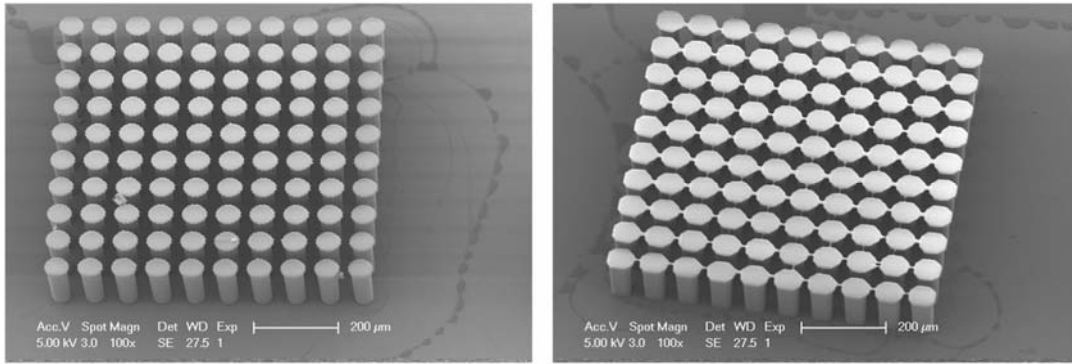 Acc.V Spot Magn Det WD Exp 200 µm
5.00 kV 3.0 100x SE 27.5 1
Acc.V Spot Magn Det WD Exp 200 µm
5.00 kV 3.0 100x SE 27.5 1